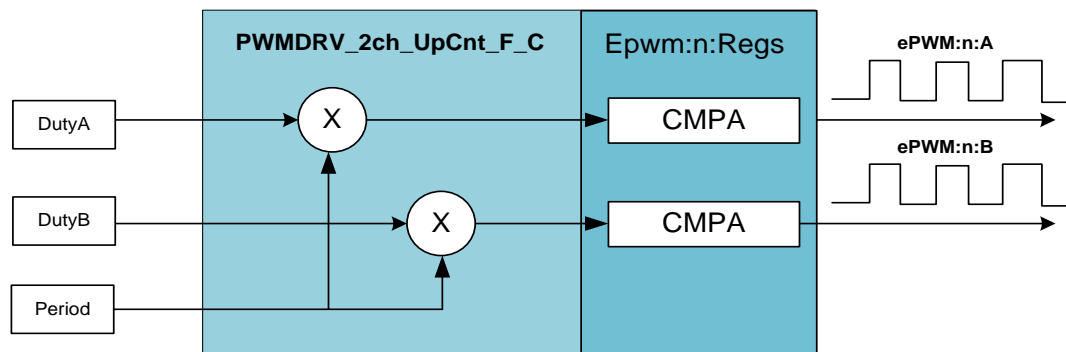 PWMDRV_2ch_UpCnt_F_C
Epwm:n:Regs
ePWM:n:A
DutyA
X
CMPA
ePWM:n:B
DutyB
X
CMPA
Period